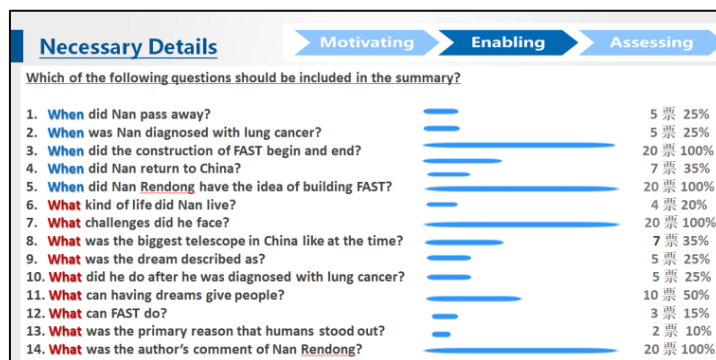 Necessary Details
Motivating
Enabling
Assessing
Which of the following questions should be included in the summary?
1. When did Nan pass away? 5 票 25%
2. When was Nan diagnosed with lung cancer? 5 票 25%
3. When did the construction of FAST begin and end? 20 票 100%
4. When did Nan return to China? 7 票 35%
5. When did Nan Rendong have the idea of building FAST? 20 票 100%
6. What kind of life did Nan live? 4 票 20%
7. What challenges did he face? 20 票 100%
8. What was the biggest telescope in China like at the time? 7 票 35%
9. What was the dream described as? 5 票 25%
10. What did he do after he was diagnosed with lung cancer? 5 票 25%
11. What can having dreams give people? 10 票 50%
12. What can FAST do? 3 票 15%
13. What was the primary reason that humans stood out? 2 票 10%
14. What was the author's comment of Nan Rendong? 20 票 100%